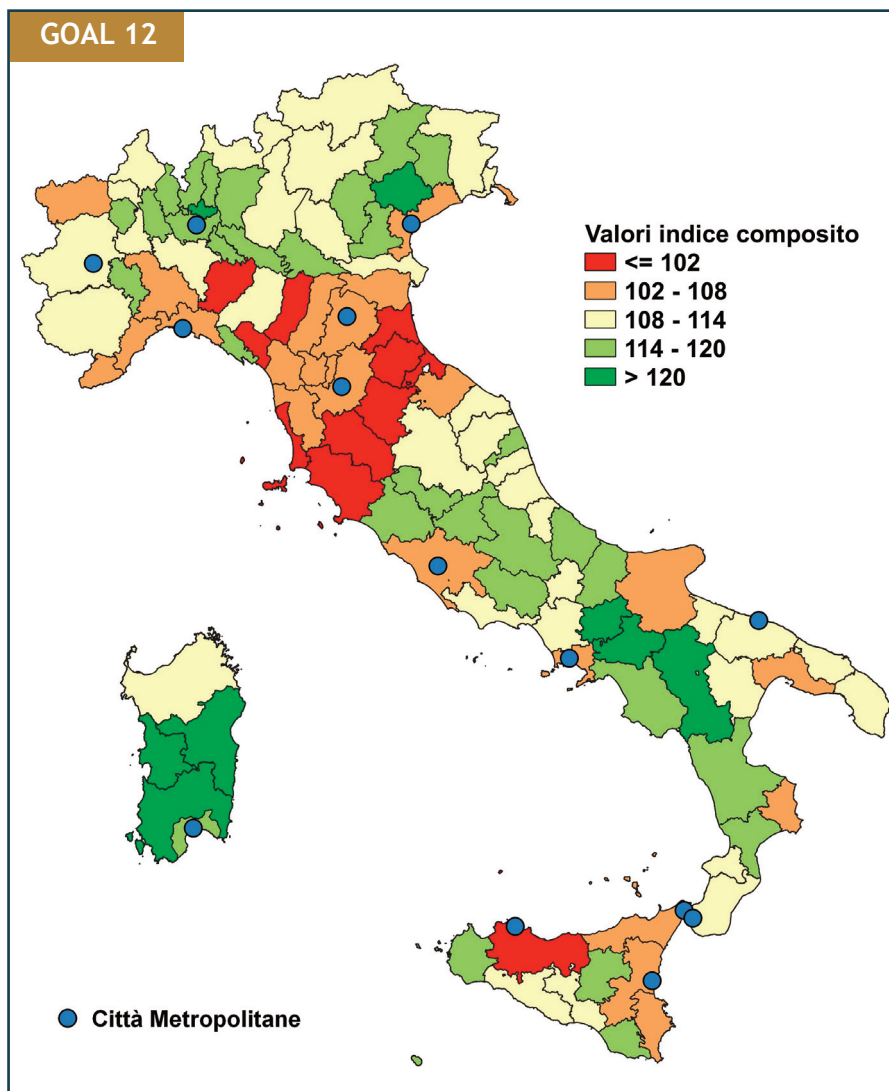 GOAL 12
Valori indice composito
<= 102
102 - 108
108 - 114
114 - 120
> 120
Città Metropolitane